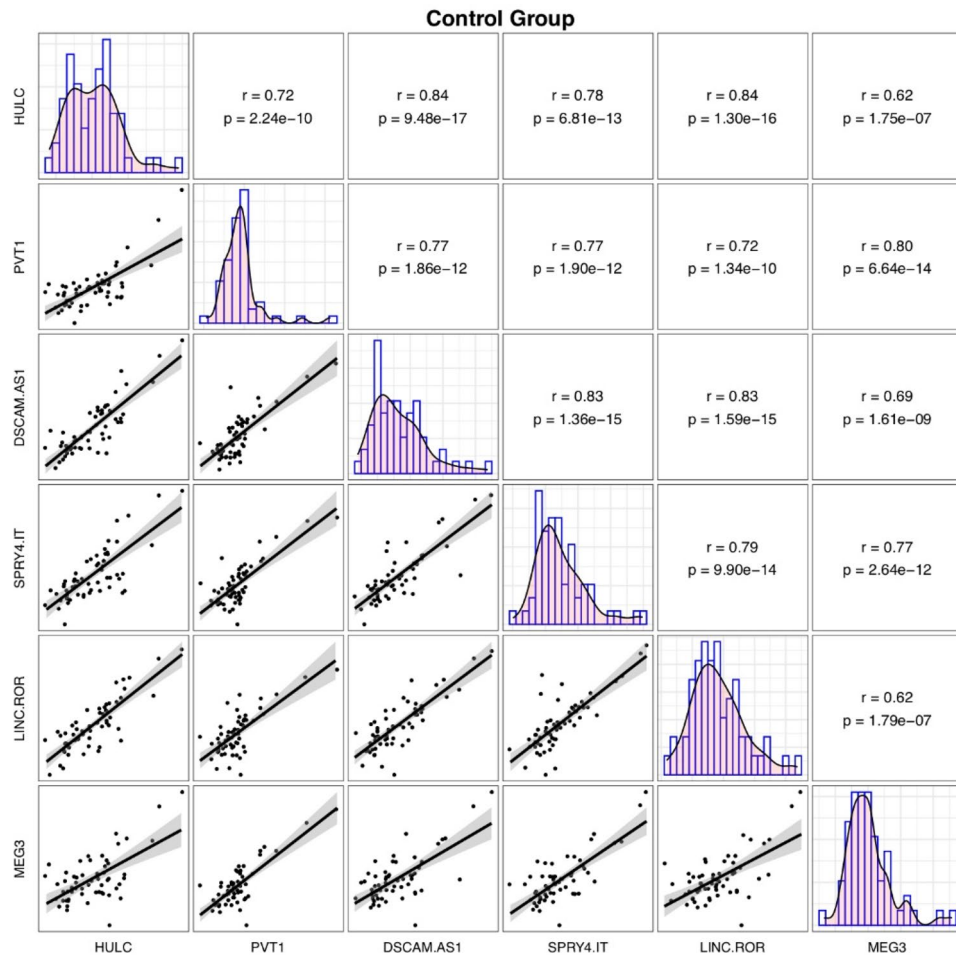 Control Group
HULC
r = 0.72
p = 2.24e−10
r = 0.84
p = 9.48e−17
r = 0.78
p = 6.81e−13
r = 0.84
p = 1.30e−16
r = 0.62
p = 1.75e−07
PVT1
r = 0.77
p = 1.86e−12
r = 0.77
p = 1.90e−12
r = 0.72
p = 1.34e−10
r = 0.80
p = 6.64e−14
DSCAM.AS1
r = 0.83
p = 1.36e−15
r = 0.83
p = 1.59e−15
r = 0.69
p = 1.61e−09
SPRY4.IT
r = 0.79
p = 9.90e−14
r = 0.77
p = 2.64e−12
LINC.ROR
r = 0.62
p = 1.79e−07
MEG3
HULC PVT1 DSCAM.AS1 SPRY4.IT LINC.ROR MEG3